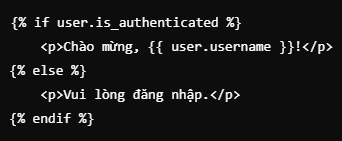 {% if user.is_authenticated %}
    <p>Chào mừng, {{ user.username }}!</p>
{% else %}
    <p>Vui lòng đăng nhập.</p>
{% endif %}